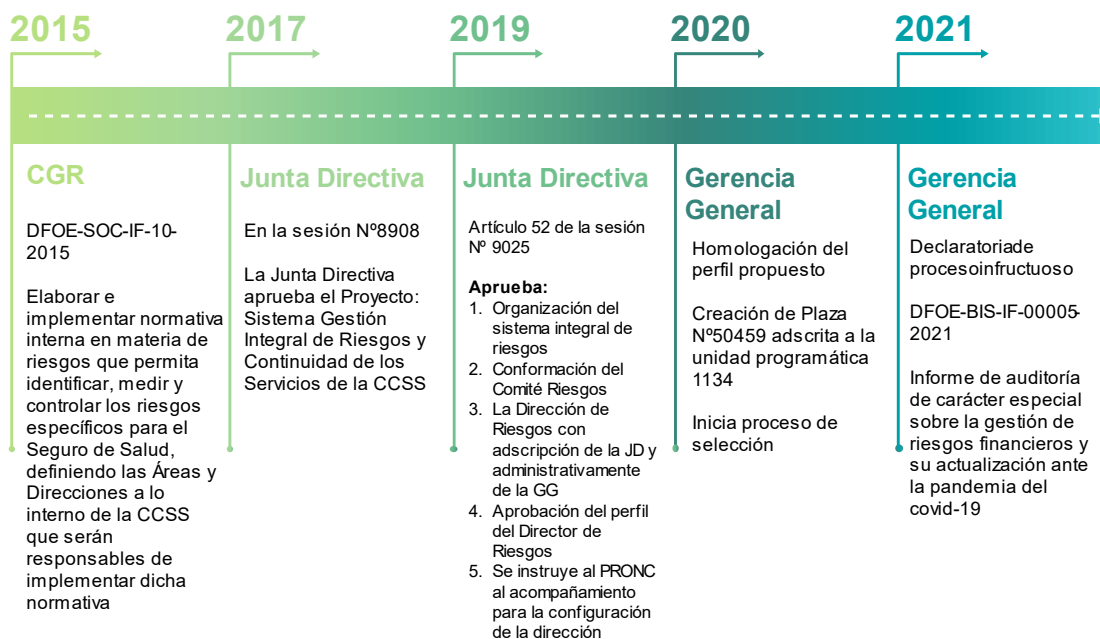 2015
2017
2019
2020
2021
CGR
DFOE-SOC-IF-10-
2015
Elaborar e
implementar normativa
interna en materia de
riesgos que permita
identificar, medir y
controlar los riesgos
específicos para el
Seguro de Salud,
definiendo las Áreas y
Direcciones a lo
interno de la CCSS
que serán
responsables de
implementar dicha
normativa
Junta Directiva
En la sesión Nº8908
La Junta Directiva
aprueba el Proyecto:
Sistema Gestión
Integral de Riesgos y
Continuidad de los
Servicios de la CCSS
Junta Directiva
Artículo 52 de la sesión
Nº 9025
Aprueba:
1. Organización del
sistema integral de
riesgos
2. Conformación del
Comité Riesgos
3. La Dirección de
Riesgos con
adscripción de la JD y
administrativamente
de la GG
4. Aprobación del perfil
del Director de
Riesgos
5. Se instruye al PRONC
al acompañamiento
para la configuración
de la dirección
Gerencia
General
Homologación del
perfil propuesto
Creación de Plaza
Nº50459 adscrita a la
unidad programática
1134
Inicia proceso de
selección
Gerencia
General
Declaratoriade
procesoinfructuoso
DFOE-BIS-IF-00005-
2021
Informe de auditoría
de carácter especial
sobre la gestión de
riesgos financieros y
su actualización ante
la pandemia del
covid-19